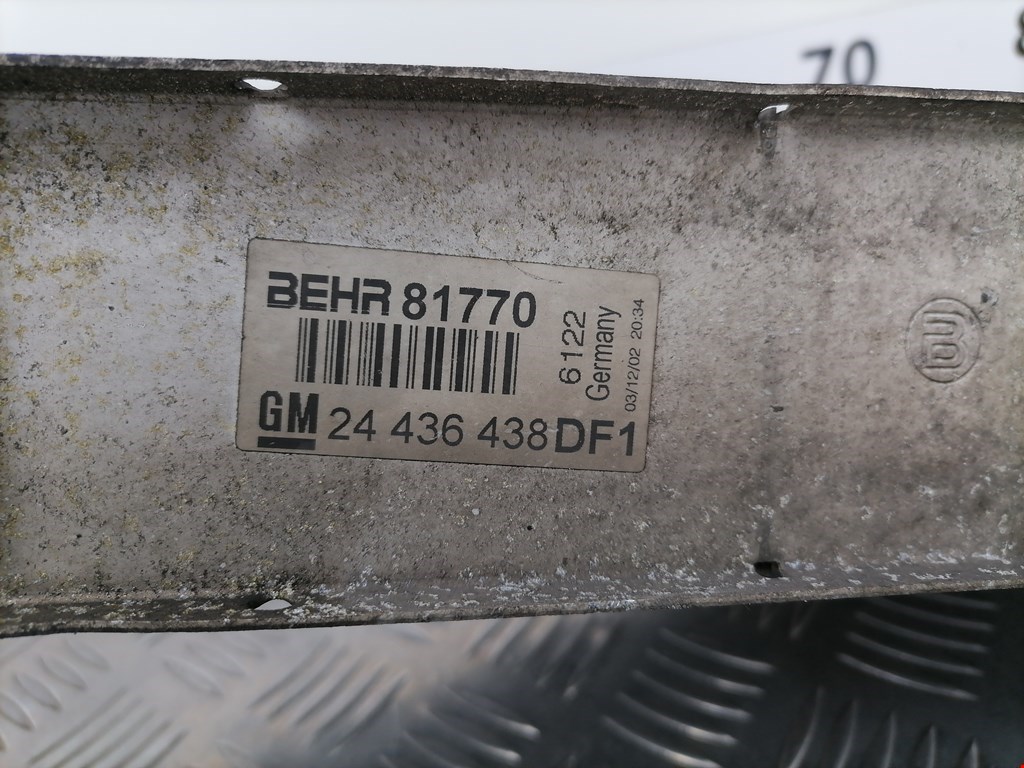 70
BEHR 81770
6122
Germany
03/12/02 20:34
GM 24 436 438 DF1
B